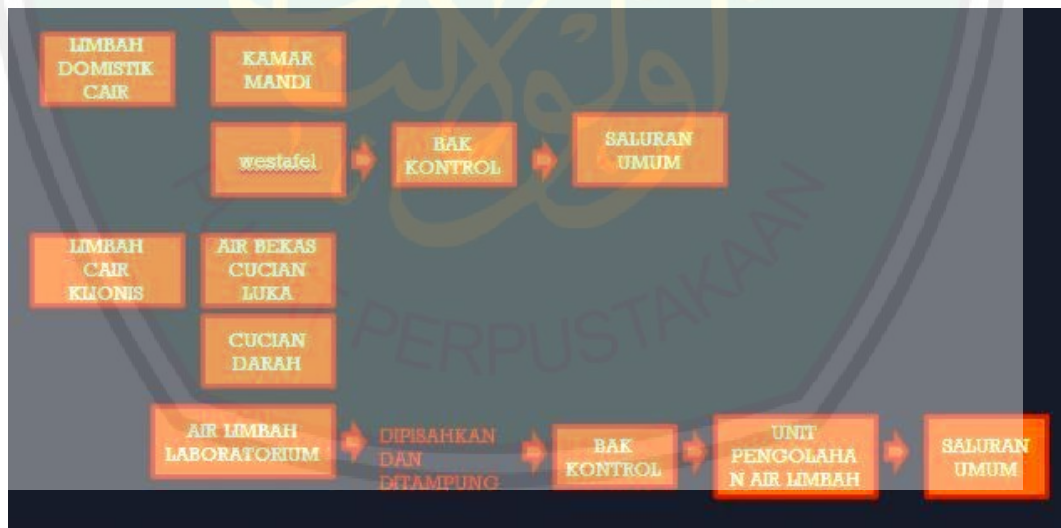 LIMBAH
DOMISTIK
CAIR
KAMAR
MANDI
westafel
BAK
KONTROL
SALURAN
UMUM
LIMBAH
CAIR
KLIONIS
AIR BEKAS
CUCIAN
LUKA
CUCIAN
DARAH
AIR LIMBAH
LABORATORIUM
DIPISAHKAN
DAN
DITAMPUNG
BAK
KONTROL
UNIT
PENGOLAHA
N AIR LIMBAH
SALURAN
UMUM
PERPUSTAKAAN